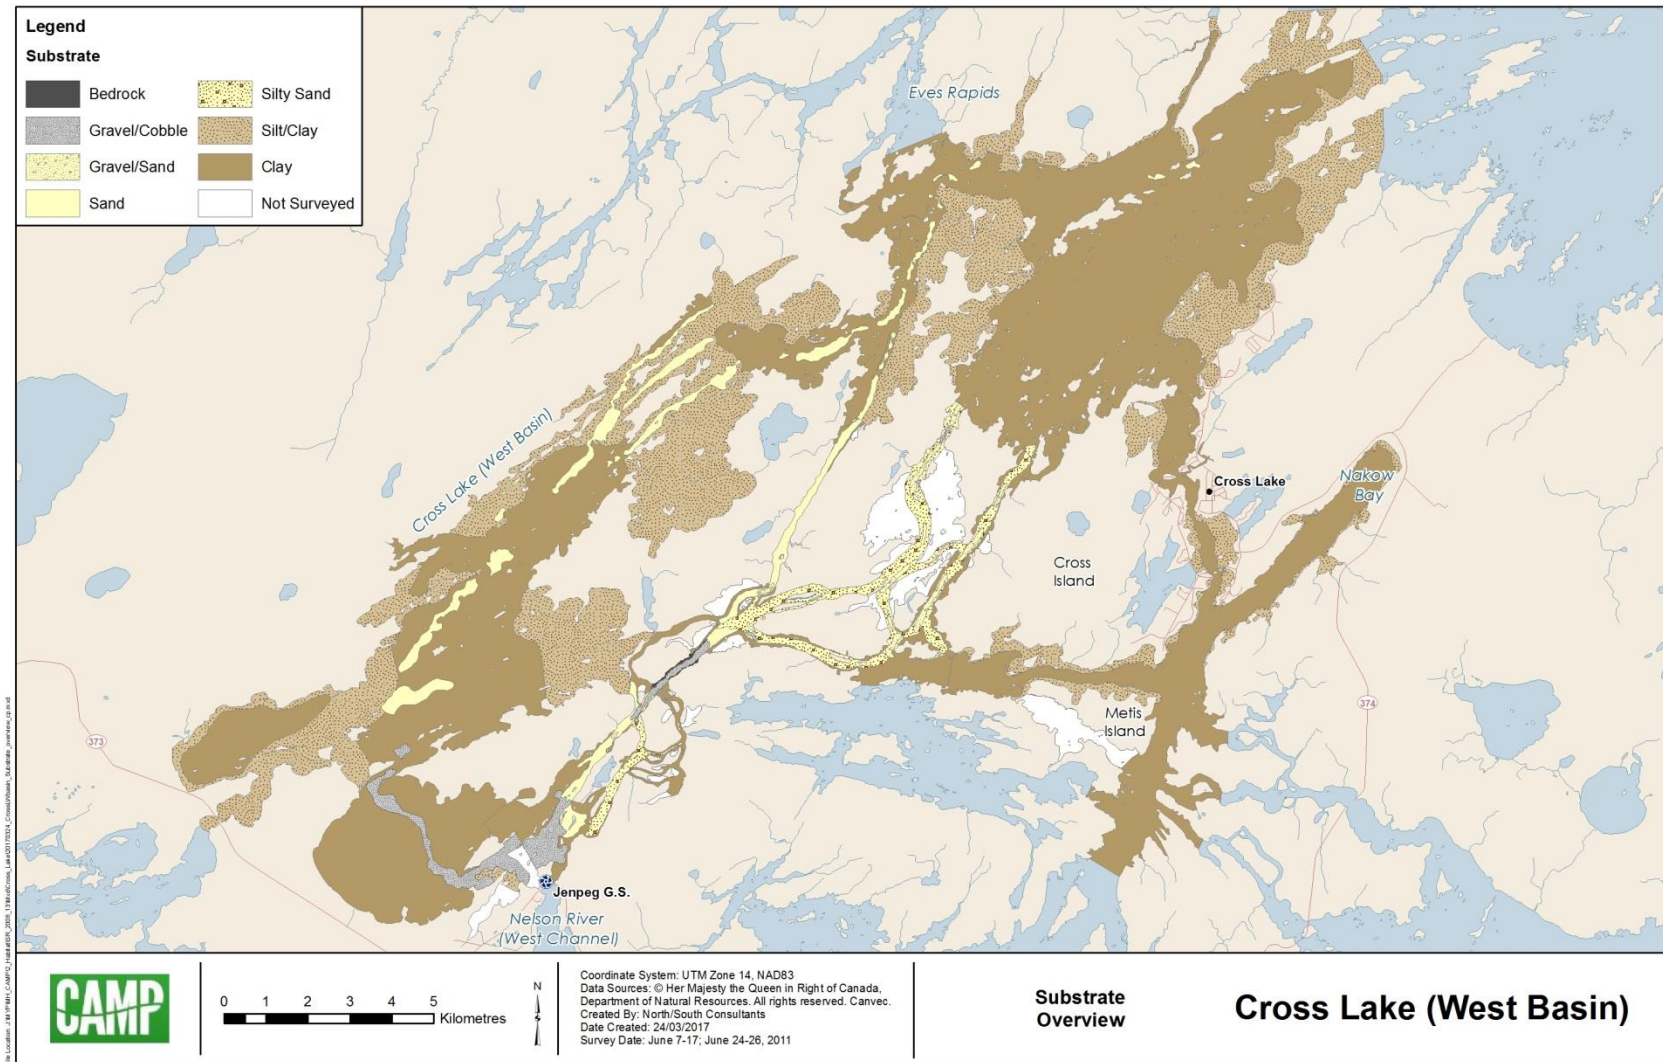 Legend
Substrate
Bedrock
Silty Sand
Gravel/Cobble
Silt/Clay
Gravel/Sand
Clay
Sand
Not Surveyed
Eves Rapids
Cross Lake (West Basin)
Cross Lake
Nakow
Bay
Cross
Island
Metis
Island
373
374
Jenpeg G.S.
Nelson River
(West Channel)
CAMP
0 1 2 3 4 5
Kilometres
N
Coordinate System: UTM Zone 14, NAD83
Data Sources: © Her Majesty the Queen in Right of Canada,
Department of Natural Resources. All rights reserved. Canvec.
Created By: North/South Consultants
Date Created: 24/03/2017
Survey Date: June 7-17; June 24-26, 2011
Substrate
Overview
Cross Lake (West Basin)